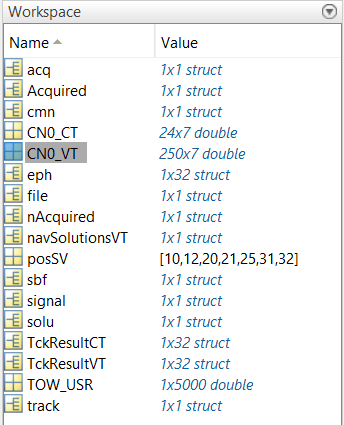 Workspace
Name Value
acq 1x1 struct
Acquired 1x1 struct
cmn 1x1 struct
CN0_CT 24x7 double
CN0_VT 250x7 double
eph 1x32 struct
file 1x1 struct
nAcquired 1x1 struct
navSolutionsVT 1x1 struct
posSV [10,12,20,21,25,31,32]
sbf 1x1 struct
signal 1x1 struct
solu 1x1 struct
TckResultCT 1x32 struct
TckResultVT 1x32 struct
TOW_USR 1x5000 double
track 1x1 struct